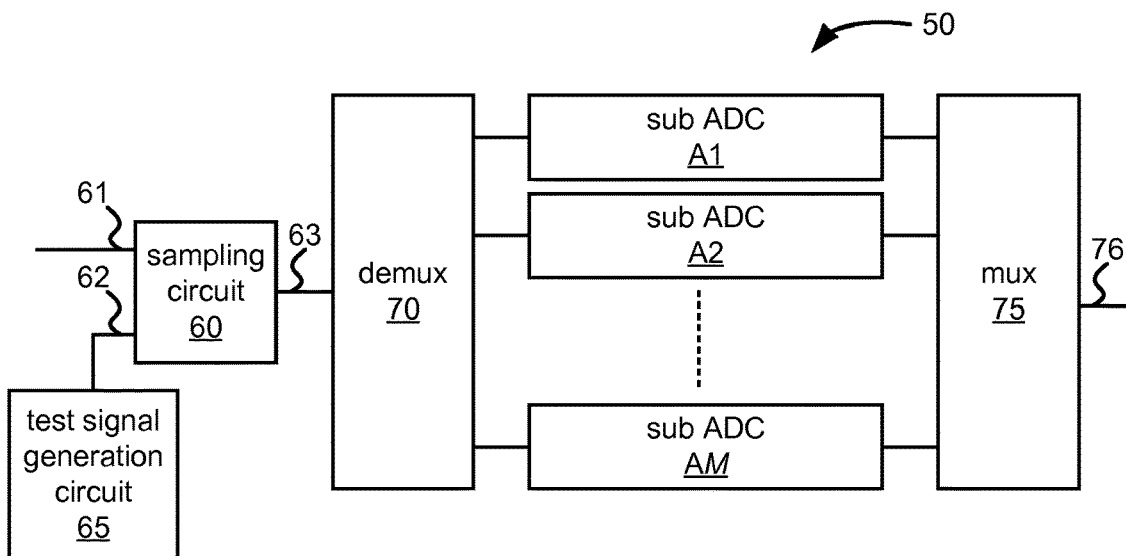 50
sub ADC
A1
61
sub ADC
A2
63
sampling
circuit
60
62
demux
70
mux
75
76
sub ADC
AM
test signal
generation
circuit
65